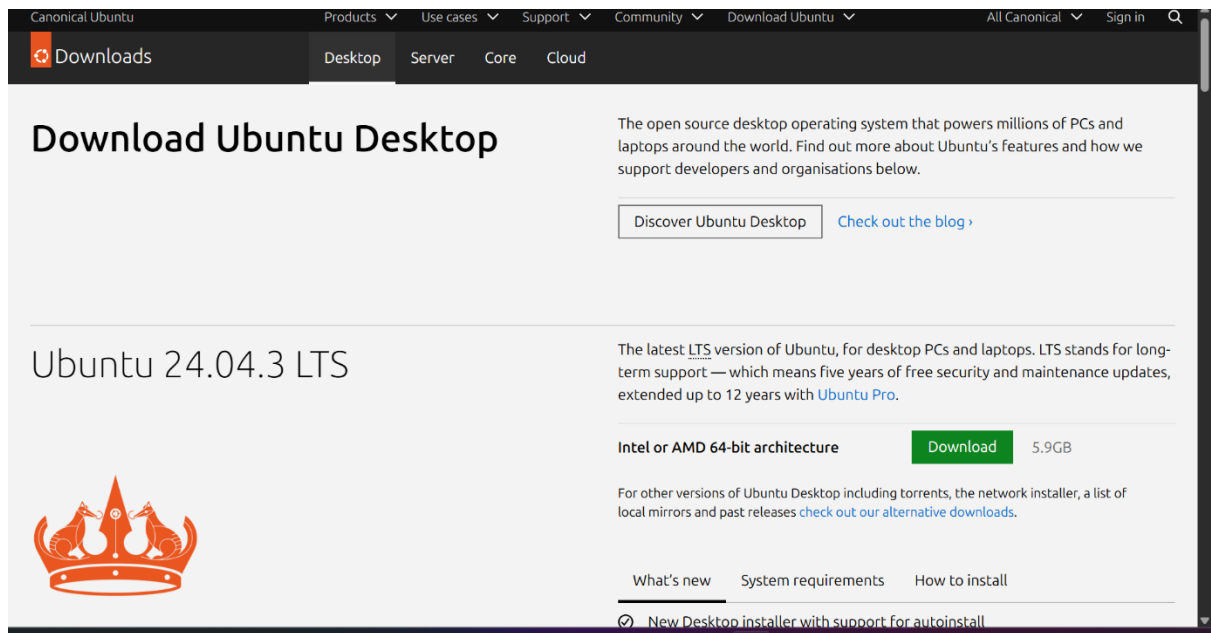 Canonical Ubuntu Products Use cases Support Community Download Ubuntu All Canonical Sign in
Downloads Desktop Server Core Cloud
Download Ubuntu Desktop
The open source desktop operating system that powers millions of PCs and
laptops around the world. Find out more about Ubuntu's features and how we
support developers and organisations below.
Discover Ubuntu Desktop Check out the blog ›
Ubuntu 24.04.3 LTS
The latest LTS version of Ubuntu, for desktop PCs and laptops. LTS stands for long-
term support — which means five years of free security and maintenance updates,
extended up to 12 years with Ubuntu Pro.
Intel or AMD 64-bit architecture Download 5.9GB
For other versions of Ubuntu Desktop including torrents, the network installer, a list of
local mirrors and past releases check out our alternative downloads.
What's new System requirements How to install
New Desktop installer with support for autoinstall